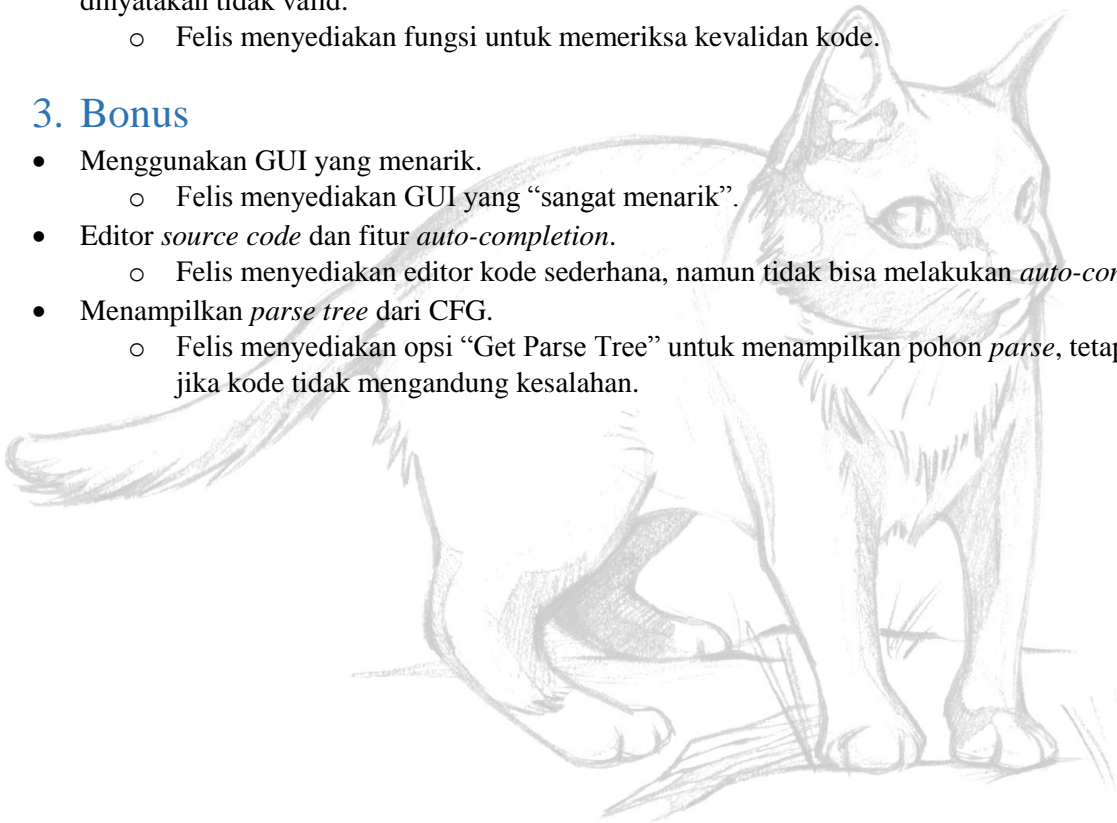 dinyatakan tidak valid.
o Felis menyediakan fungsi untuk memeriksa kevalidan kode.
3. Bonus
• Menggunakan GUI yang menarik.
o Felis menyediakan GUI yang “sangat menarik”.
• Editor source code dan fitur auto-completion.
o Felis menyediakan editor kode sederhana, namun tidak bisa melakukan
• Menampilkan parse tree dari CFG.
o Felis menyediakan opsi “Get Parse Tree” untuk menampilkan pohon parse,
jika kode tidak mengandung kesalahan.